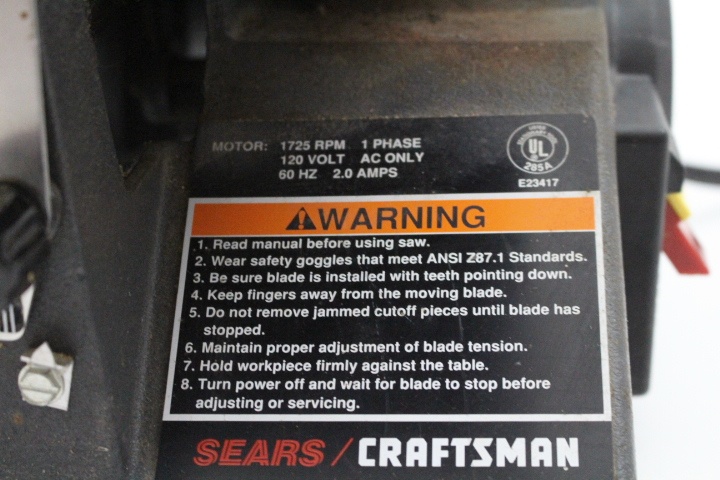 MOTOR: 1725 RPM 1 PHASE
120 VOLT AC ONLY
60 HZ 2.0 AMPS
UL
285A
E23417
WARNING
1. Read manual before using saw.
2. Wear safety goggles that meet ANSI Z87.1 Standards.
3. Be sure blade is installed with teeth pointing down.
4. Keep fingers away from the moving blade.
5. Do not remove jammed cutoff pieces until blade has
stopped.
6. Maintain proper adjustment of blade tension.
7. Hold workpiece firmly against the table.
8. Turn power off and wait for blade to stop before
adjusting or servicing.
SEARS / CRAFTSMAN